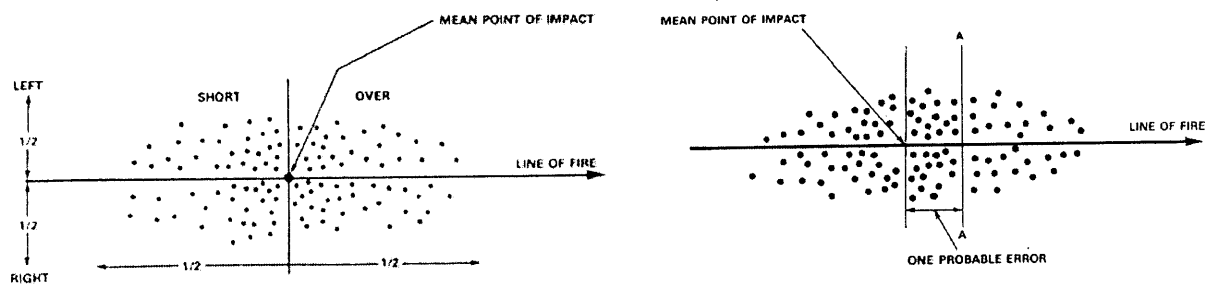 MEAN POINT OF IMPACT
LEFT
SHORT
OVER
1/2
LINE OF FIRE
1/2
RIGHT
1/2
1/2
MEAN POINT OF IMPACT
A
LINE OF FIRE
A
ONE PROBABLE ERROR